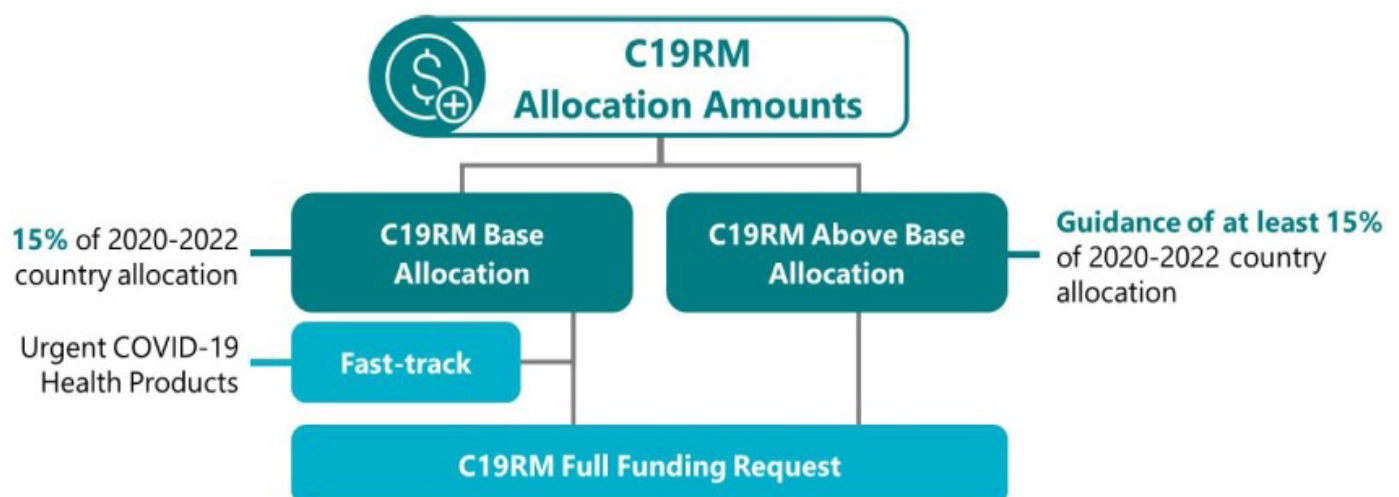 C19RM
Allocation Amounts
15% of 2020-2022
country allocation
C19RM Base
Allocation
C19RM Above Base
Allocation
Guidance of at least 15%
of 2020-2022 country
allocation
Urgent COVID-19
Health Products
Fast-track
C19RM Full Funding Request